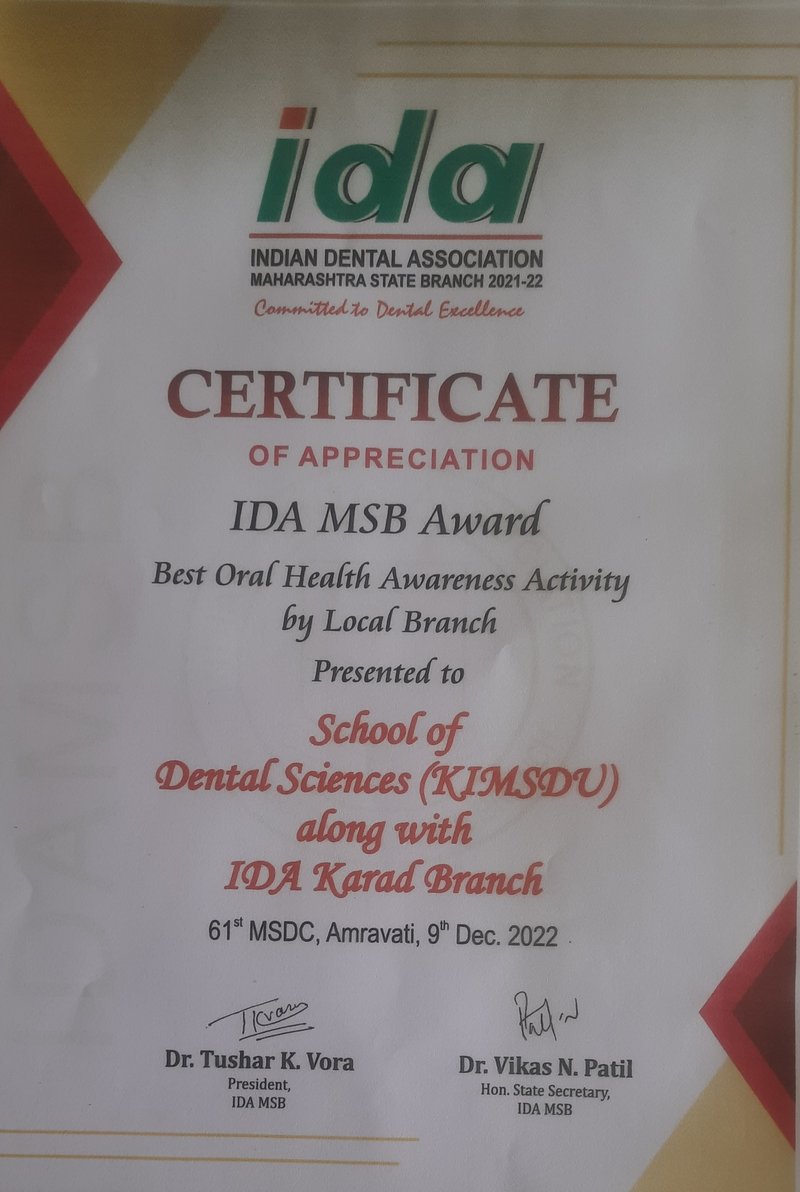 ida
INDIAN DENTAL ASSOCIATION
MAHARASHTRA STATE BRANCH 2021-22
Committed to Dental Excellence
CERTIFICATE
OF APPRECIATION
IDA MSB Award
Best Oral Health Awareness Activity
by Local Branch
Presented to
School of
Dental Sciences (KIMSDU)
along with
IDA Karad Branch
61st MSDC, Amravati, 9th Dec. 2022
Dr. Tushar K. Vora
President,
IDA MSB
Dr. Vikas N. Patil
Hon. State Secretary,
IDA MSB